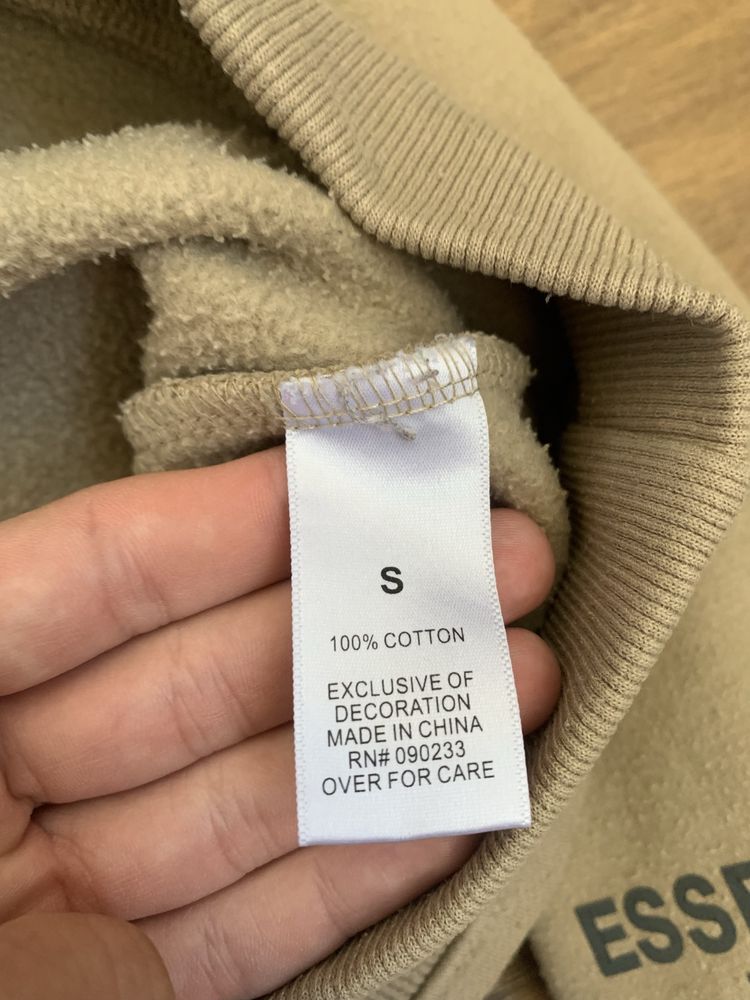 S
100% COTTON
EXCLUSIVE OF
DECORATION
MADE IN CHINA
RN# 090233
OVER FOR CARE
ESSE